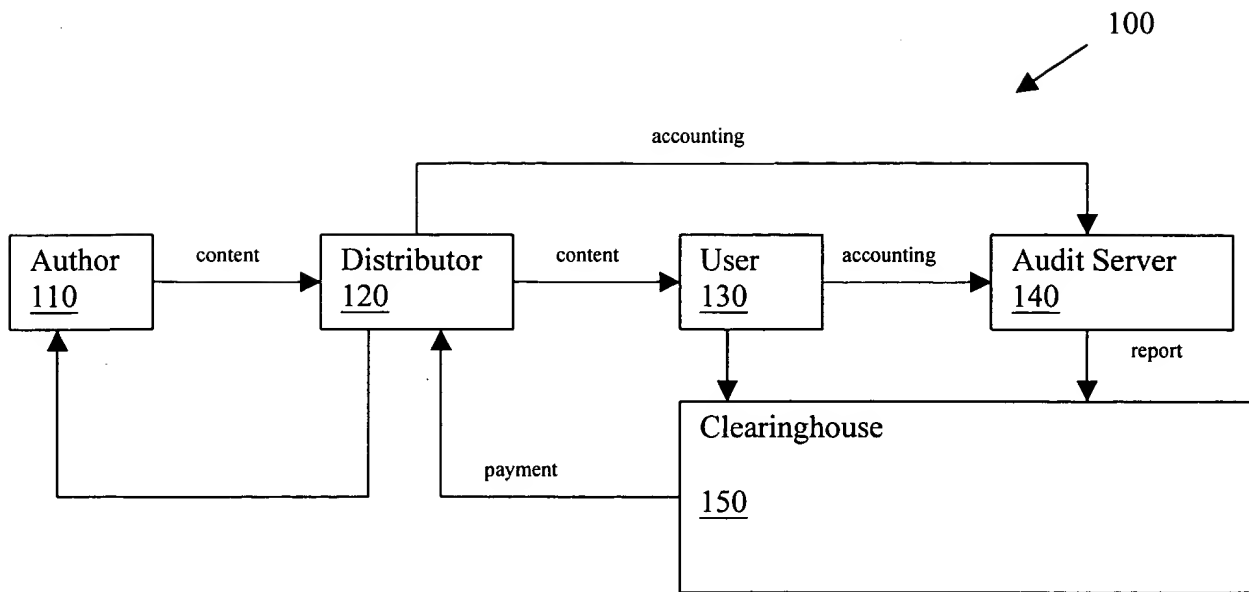 100
accounting
Author
110
content
Distributor
120
content
User
130
accounting
Audit Server
140
report
Clearinghouse
150
payment